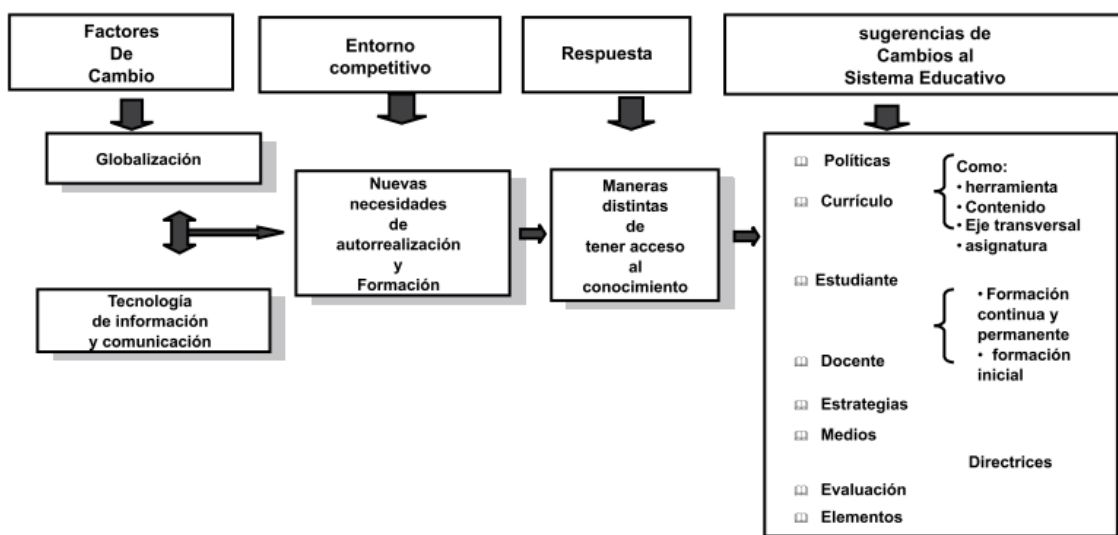 Factores
De
Cambio
Entorno
competitivo
Respuesta
sugerencias de
Cambios al
Sistema Educativo
Globalización
Tecnología
de información
y comunicación
Nuevas
necesidades
de
autorrealización
y
Formación
Maneras
distintas
de
tener acceso
al
conocimiento
Políticas
Currículo
Como:
• herramienta
• Contenido
• Eje transversal
• asignatura
Estudiante
• Formación
continua y
permanente
• formación
inicial
Docente
Estrategias
Medios
Directrices
Evaluación
Elementos